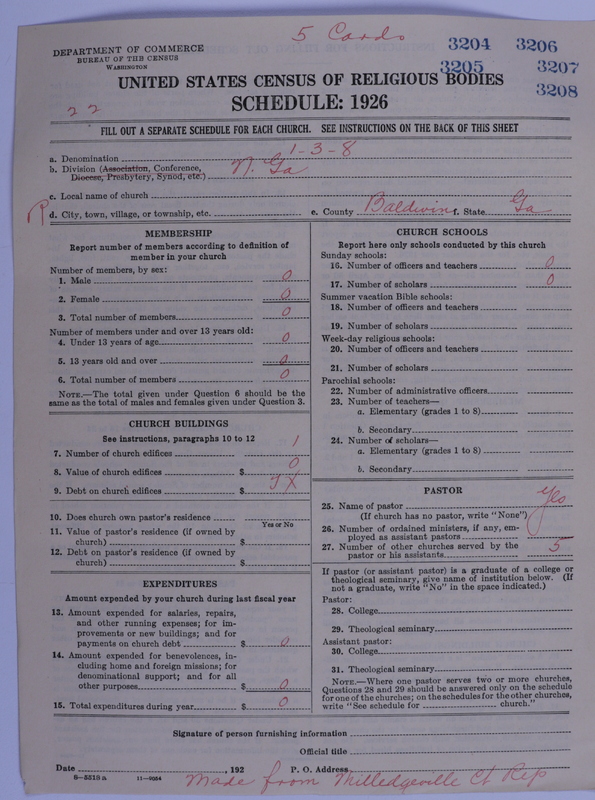 5 Cards
DEPARTMENT OF COMMERCE
BUREAU OF THE CENSUS
WASHINGTON
3204 3206
3205 3207
3208
UNITED STATES CENSUS OF RELIGIOUS BODIES
22
SCHEDULE: 1926
FILL OUT A SEPARATE SCHEDULE FOR EACH CHURCH. SEE INSTRUCTIONS ON THE BACK OF THIS SHEET
a. Denomination 1-3-8
b. Division (Association, Conference, N. Ga
Diocese, Presbytery, Synod, etc.)
c. Local name of church
d. City, town, village, or township, etc. e. County Baldwin f. State Ga
MEMBERSHIP
Report number of members according to definition of
member in your church
Number of members, by sex:
1. Male 0
2. Female 0
3. Total number of members 0
Number of members under and over 13 years old:
4. Under 13 years of age 0
5. 13 years old and over 0
6. Total number of members 0
NOTE.—The total given under Question 6 should be the
same as the total of males and females given under Question 3.
CHURCH BUILDINGS
See instructions, paragraphs 10 to 12
7. Number of church edifices 1
8. Value of church edifices $ 0
9. Debt on church edifices $
10. Does church own pastor's residence
Yes or No
11. Value of pastor's residence (if owned by
church) $
12. Debt on pastor's residence (if owned by
church) $
EXPENDITURES
Amount expended by your church during last fiscal year
13. Amount expended for salaries, repairs,
and other running expenses; for im-
provements or new buildings; and for
payments on church debt $ 0
14. Amount expended for benevolences, in-
cluding home and foreign missions; for
denominational support; and for all
other purposes $ 0
15. Total expenditures during year $ 0
CHURCH SCHOOLS
Report here only schools conducted by this church
Sunday schools:
16. Number of officers and teachers 0
17. Number of scholars 0
Summer vacation Bible schools:
18. Number of officers and teachers
19. Number of scholars
Week-day religious schools:
20. Number of officers and teachers
21. Number of scholars
Parochial schools:
22. Number of administrative officers
23. Number of teachers—
a. Elementary (grades 1 to 8)
b. Secondary
24. Number of scholars—
a. Elementary (grades 1 to 8)
b. Secondary
PASTOR
25. Name of pastor Yes
(If church has no pastor, write "None")
26. Number of ordained ministers, if any, em-
ployed as assistant pastors
27. Number of other churches served by the
pastor or his assistants 5
If pastor (or assistant pastor) is a graduate of a college or
theological seminary, give name of institution below. (If
not a graduate, write "No" in the space indicated.)
Pastor:
28. College
29. Theological seminary
Assistant pastor:
30. College
31. Theological seminary
NOTE.—Where one pastor serves two or more churches,
Questions 28 and 29 should be answered only on the schedule
for one of the churches; on the schedules for the other churches,
write "See schedule for church."
Signature of person furnishing information
Official title
Date , 192 P. O. Address
8—5519 a 11—9054
Made from Milledgeville Ct Rep